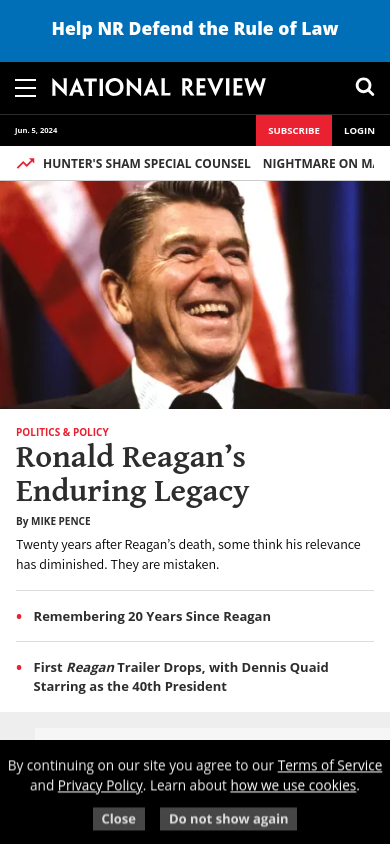 Help NR Defend the Rule of Law
NATIONAL REVIEW
Jun. 5, 2024
SUBSCRIBE
LOGIN
HUNTER'S SHAM SPECIAL COUNSEL NIGHTMARE ON
POLITICS & POLICY
Ronald Reagan’s
Enduring Legacy
By MIKE PENCE
Twenty years after Reagan’s death, some think his relevance
has diminished. They are mistaken.
Remembering 20 Years Since Reagan
First Reagan Trailer Drops, with Dennis Quaid
Starring as the 40th President
By continuing on our site you agree to our Terms of Service
and Privacy Policy. Learn about how we use cookies.
Close
Do not show again